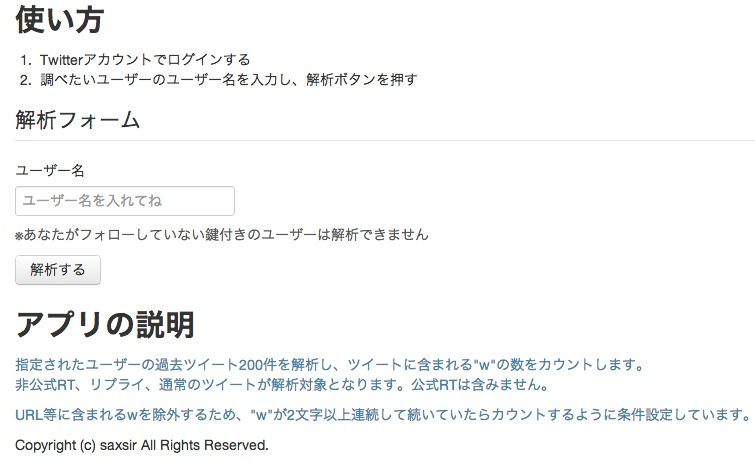 使い方
1. Twitterアカウントでログインする
2. 調べたいユーザーのユーザー名を入力し、解析ボタンを押す
解析フォーム
ユーザー名
ユーザー名を入れてね
※あなたがフォローしていない鍵付きのユーザーは解析できません
解析する
アプリの説明
指定されたユーザーの過去ツイート200件を解析し、ツイートに含まれる"w"の数をカウントします。
非公式RT、リプライ、通常のツイートが解析対象となります。公式RTは含みません。
URL等に含まれるwを除外するため、"w"が2文字以上連続して続いていたらカウントするように条件設定しています。
Copyright (c) saxsir All Rights Reserved.